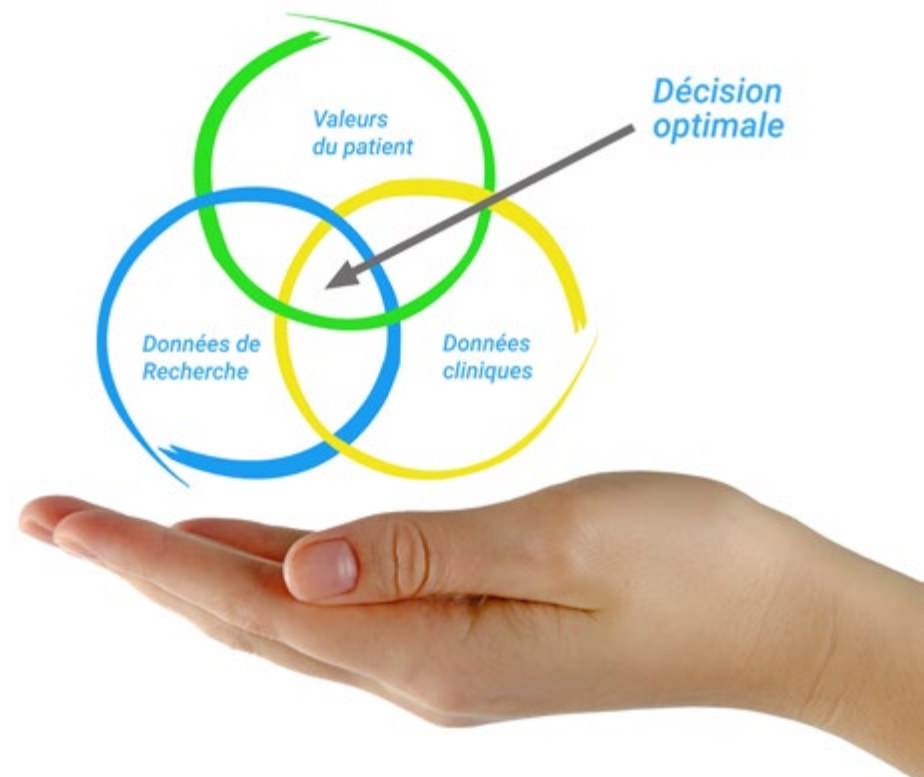 Valeurs
du patient
Décision
optimale
Données de
Recherche
Données
cliniques